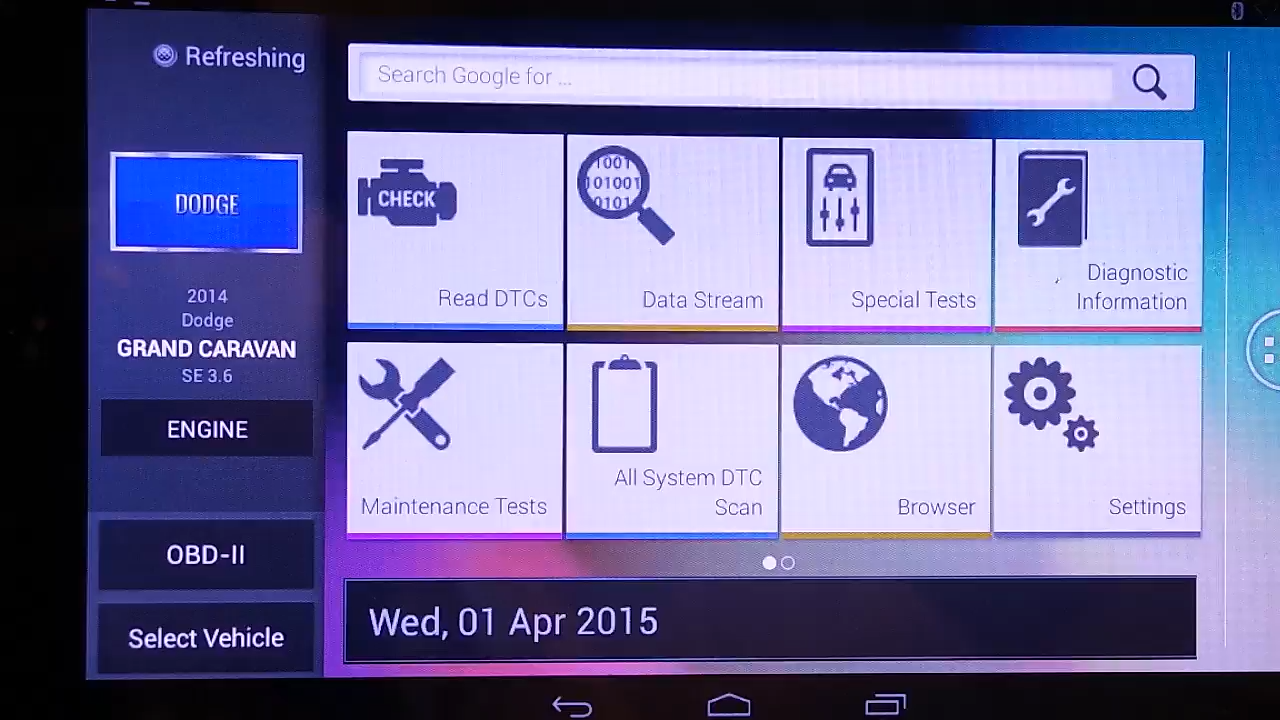 Refreshing
DODGE
2014
Dodge
GRAND CARAVAN
SE 3.6
ENGINE
OBD-II
Select Vehicle
Search Google for ...
CHECK
Read DTCs
1001
101001
0101
Data Stream
Special Tests
Diagnostic
Information
Maintenance Tests
All System DTC
Scan
Browser
Settings
Wed, 01 Apr 2015